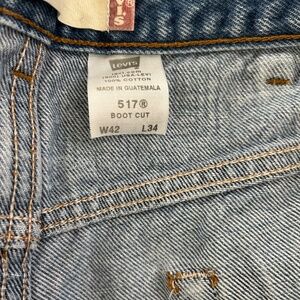 LEVI'S
100% COTTON
MADE IN GUATEMALA
517®
BOOT CUT
W42 L34